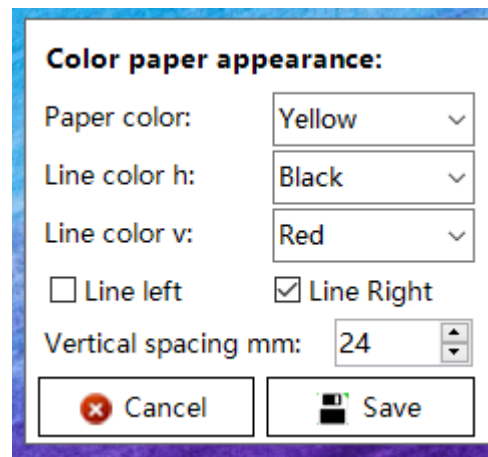 Color paper appearance:
Paper color: Yellow
Line color h: Black
Line color v: Red
Line left Line Right
Vertical spacing mm: 24
Cancel Save